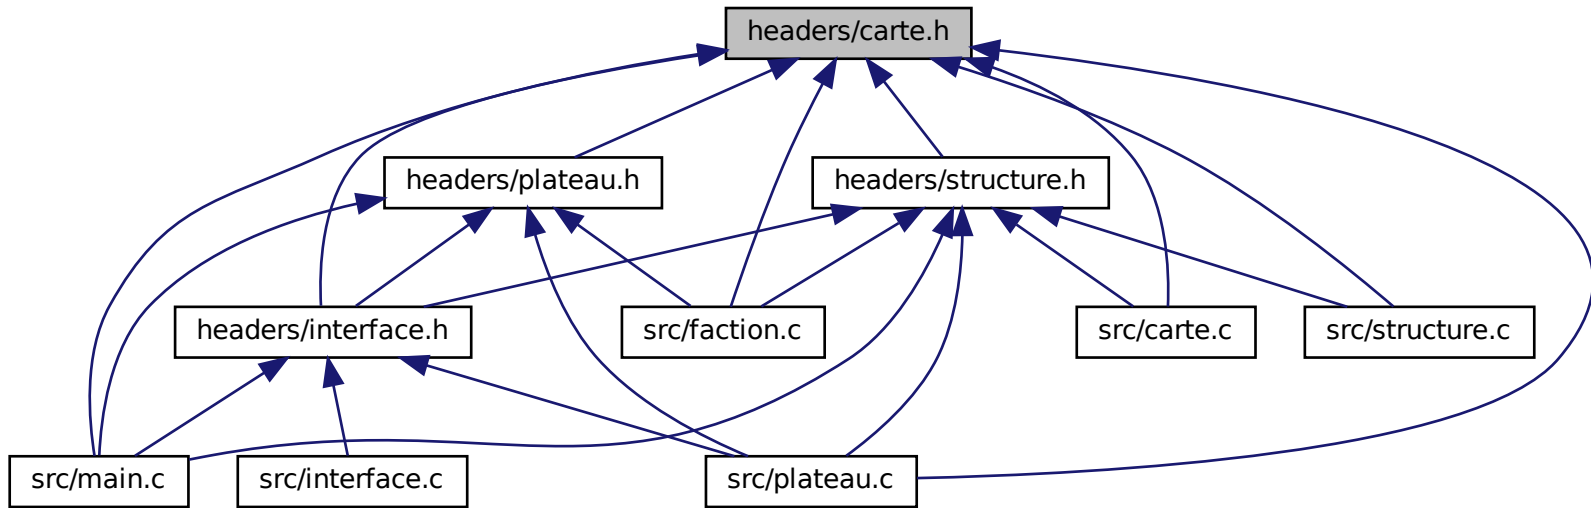 headers/carte.h
headers/plateau.h
headers/structure.h
headers/interface.h
src/faction.c
src/carte.c
src/structure.c
src/main.c
src/interface.c
src/plateau.c